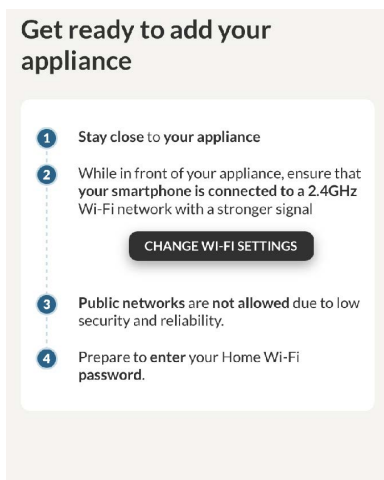 Get ready to add your
appliance
1 Stay close to your appliance
2 While in front of your appliance, ensure that
your smartphone is connected to a 2.4GHz
Wi-Fi network with a stronger signal
CHANGE WI-FI SETTINGS
3 Public networks are not allowed due to low
security and reliability.
4 Prepare to enter your Home Wi-Fi
password.